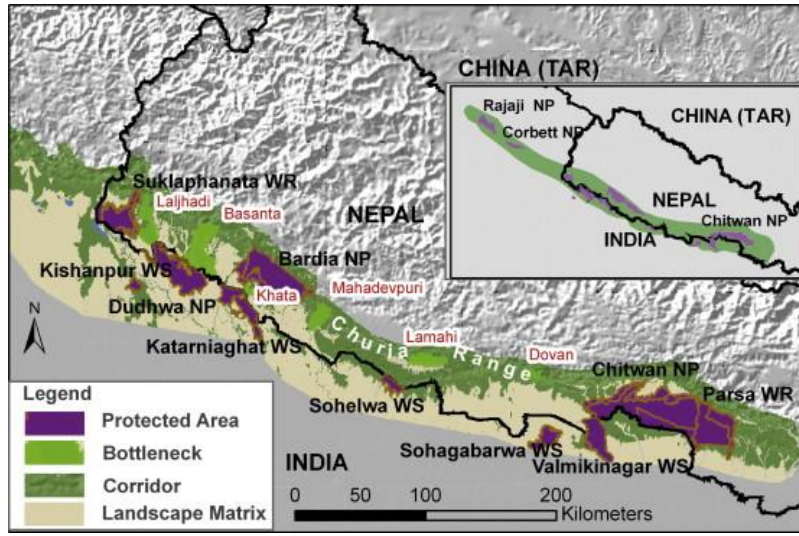 CHINA (TAR)
Rajaji NP
Corbett NP
CHINA (TAR)
NEPAL
Chitwan NP
INDIA
Suklaphanata WR
Laljhadi
Basanta
NEPAL
Bardia NP
Kishanpur WS
Khata
Mahadevpuri
Dudhwa NP
Katarniaghat WS
Churia Range
Lamahi
Dovan
Chitwan NP
Parsa WR
Sohelwa WS
Sohagabarwa WS
Valmikinagar WS
INDIA
N
Legend
Protected Area
Bottleneck
Corridor
Landscape Matrix
0 50 100 200
Kilometers